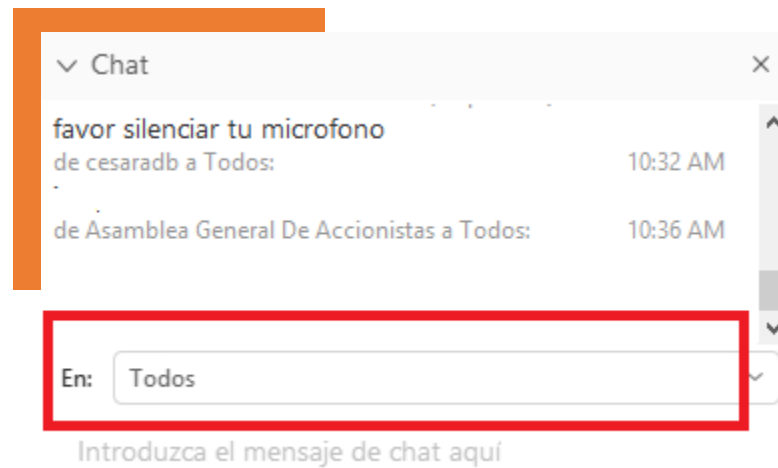 Chat
favor silenciar tu microfono
de cesaradb a Todos: 10:32 AM
de Asamblea General De Accionistas a Todos: 10:36 AM
En: Todos
Introduzca el mensaje de chat aquí